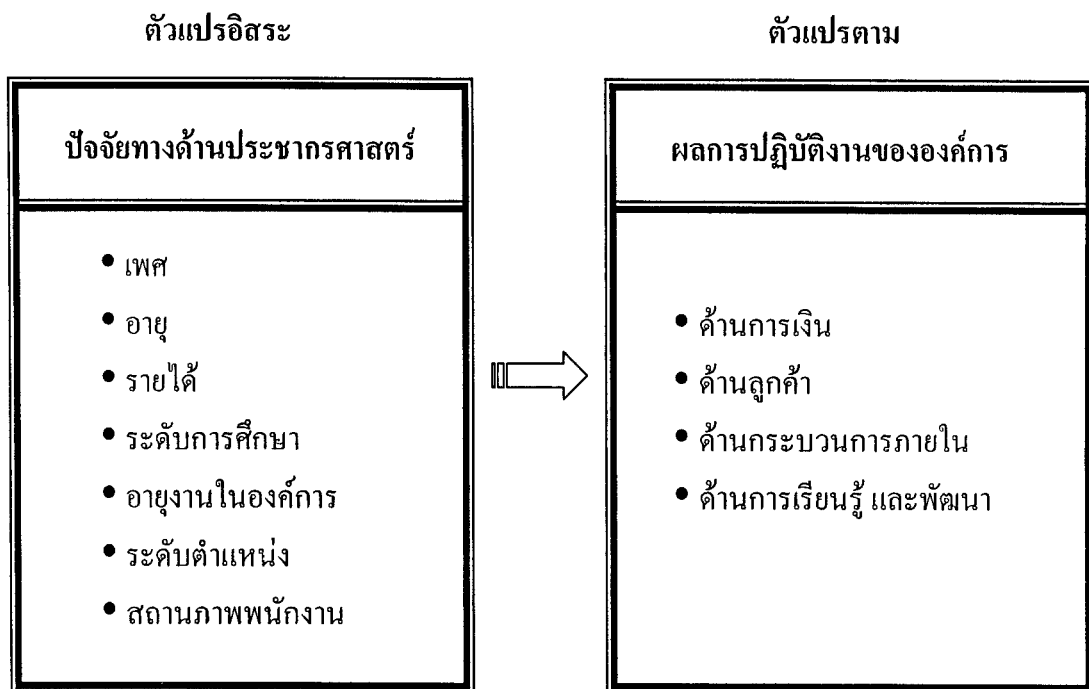 ตัวแปรอิสระ
ปัจจัยทางด้านประชากรศาสตร์
• เพศ
• อายุ
• รายได้
• ระดับการศึกษา
• อายุงานในองค์การ
• ระดับตำแหน่ง
• สถานภาพพนักงาน
ตัวแปรตาม
ผลการปฏิบัติงานขององค์การ
• ด้านการเงิน
• ด้านลูกค้า
• ด้านกระบวนการภายใน
• ด้านการเรียนรู้ และพัฒนา